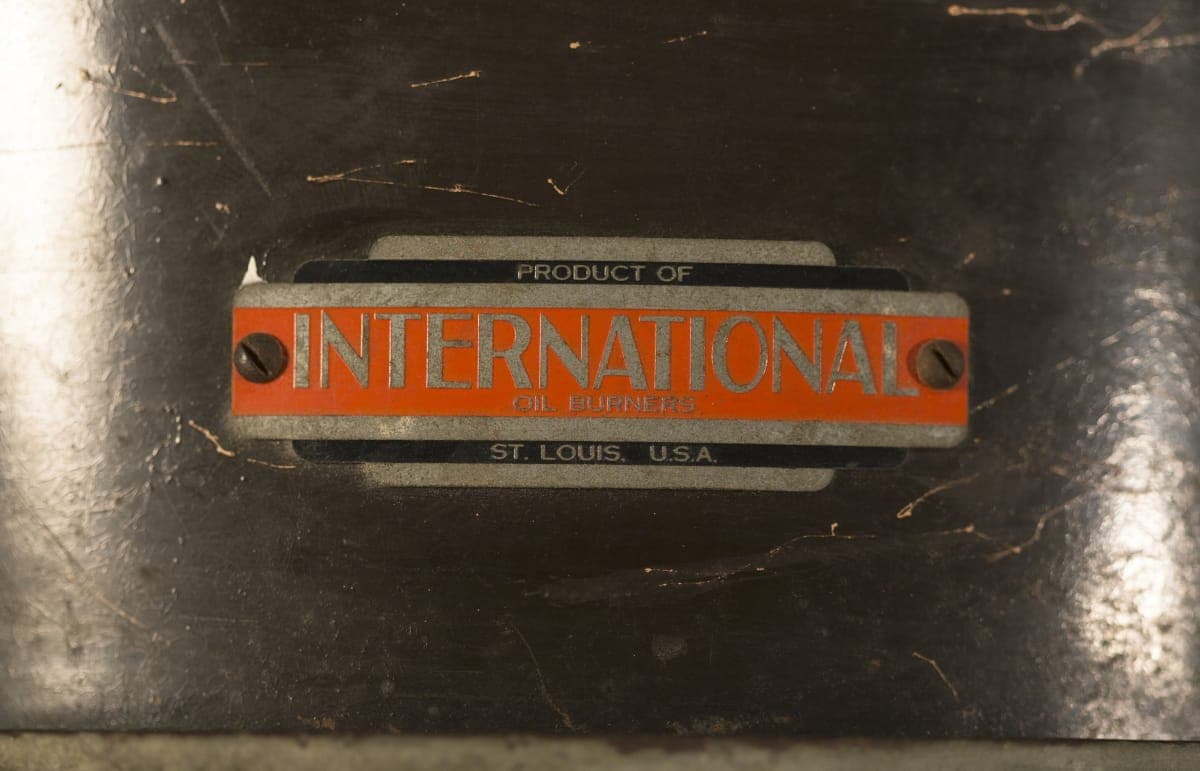 PRODUCT OF
INTERNATIONAL
OIL BURNERS
ST. LOUIS, U.S.A.